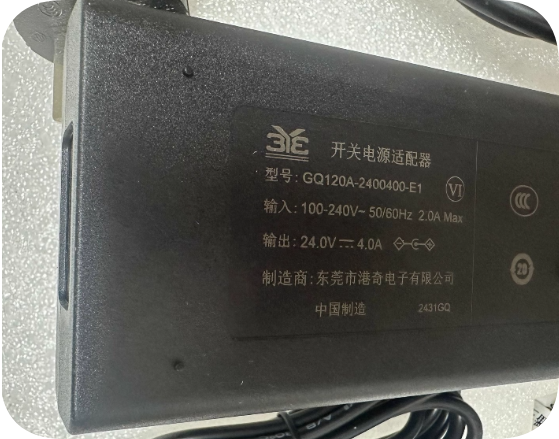 开关电源适配器
型号: GQ120A-2400400-E1
VI
输入: 100-240V~ 50/60Hz 2.0A Max
输出: 24.0V⎓4.0A
制造商: 东莞市港奇电子有限公司
中国制造 2431GQ
CCC
20